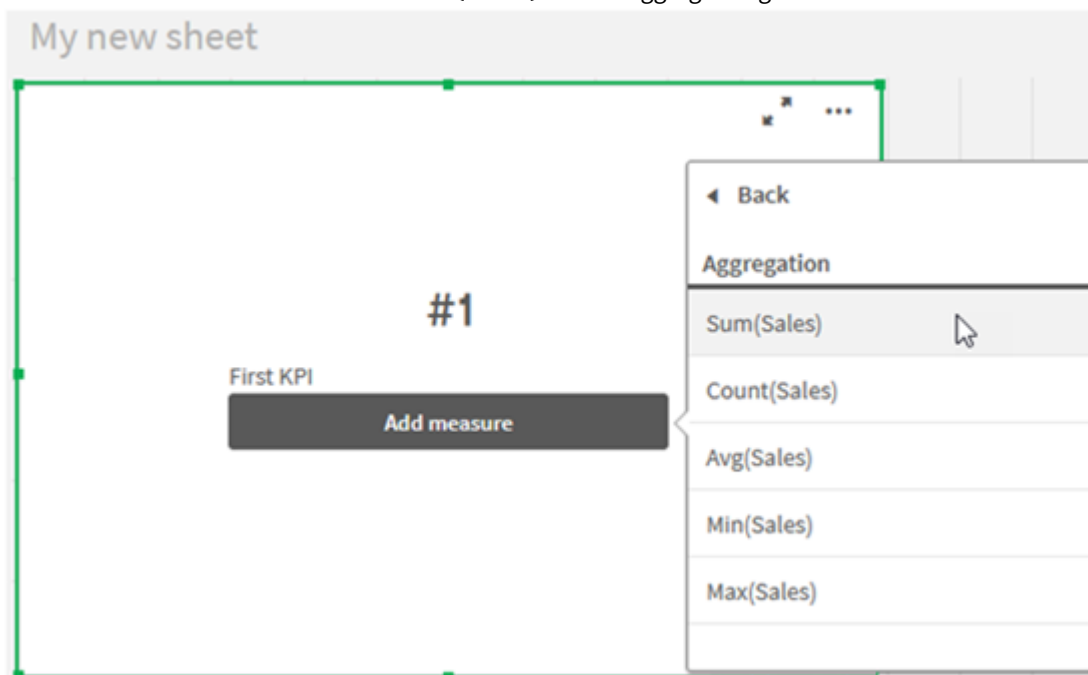 My new sheet
◀ Back
Aggregation
#1
Sum(Sales)
First KPI
Count(Sales)
Add measure
Avg(Sales)
Min(Sales)
Max(Sales)